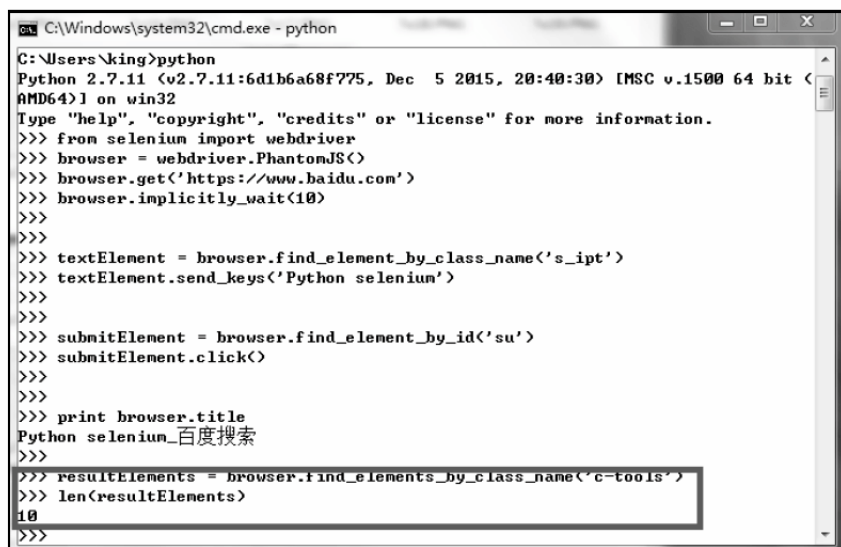 C:\Windows\system32\cmd.exe - python
C:\Users\king>python
Python 2.7.11 (v2.7.11:6d1b6a68f775, Dec  5 2015, 20:40:30) [MSC v.1500 64 bit (
AMD64)] on win32
Type "help", "copyright", "credits" or "license" for more information.
>>> from selenium import webdriver
>>> browser = webdriver.PhantomJS()
>>> browser.get('https://www.baidu.com')
>>> browser.implicitly_wait(10)
>>>
>>>
>>> textElement = browser.find_element_by_class_name('s_ipt')
>>> textElement.send_keys('Python selenium')
>>>
>>>
>>> submitElement = browser.find_element_by_id('su')
>>> submitElement.click()
>>>
>>>
>>> print browser.title
Python selenium_百度搜索
>>>
>>> resultElements = browser.find_elements_by_class_name('c-tools')
>>> len(resultElements)
10
>>>